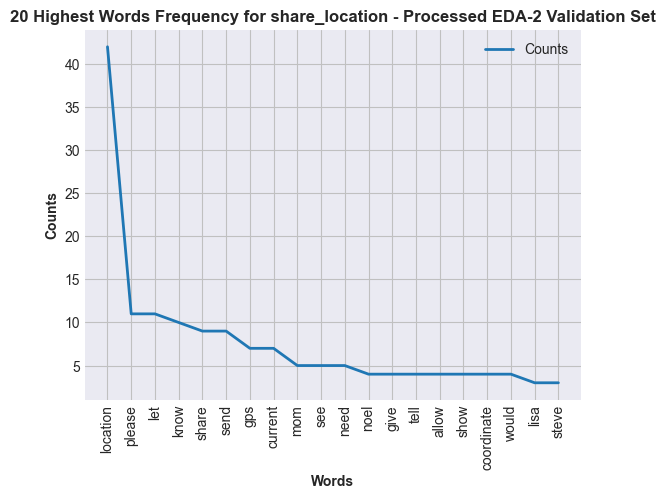 20 Highest Words Frequency for share_location - Processed EDA-2 Validation Set
Counts
40
35
30
25
20
15
10
5
Counts
location
please
let
know
share
send
gps
current
mom
see
need
noel
give
tell
allow
show
coordinate
would
lisa
steve
Words